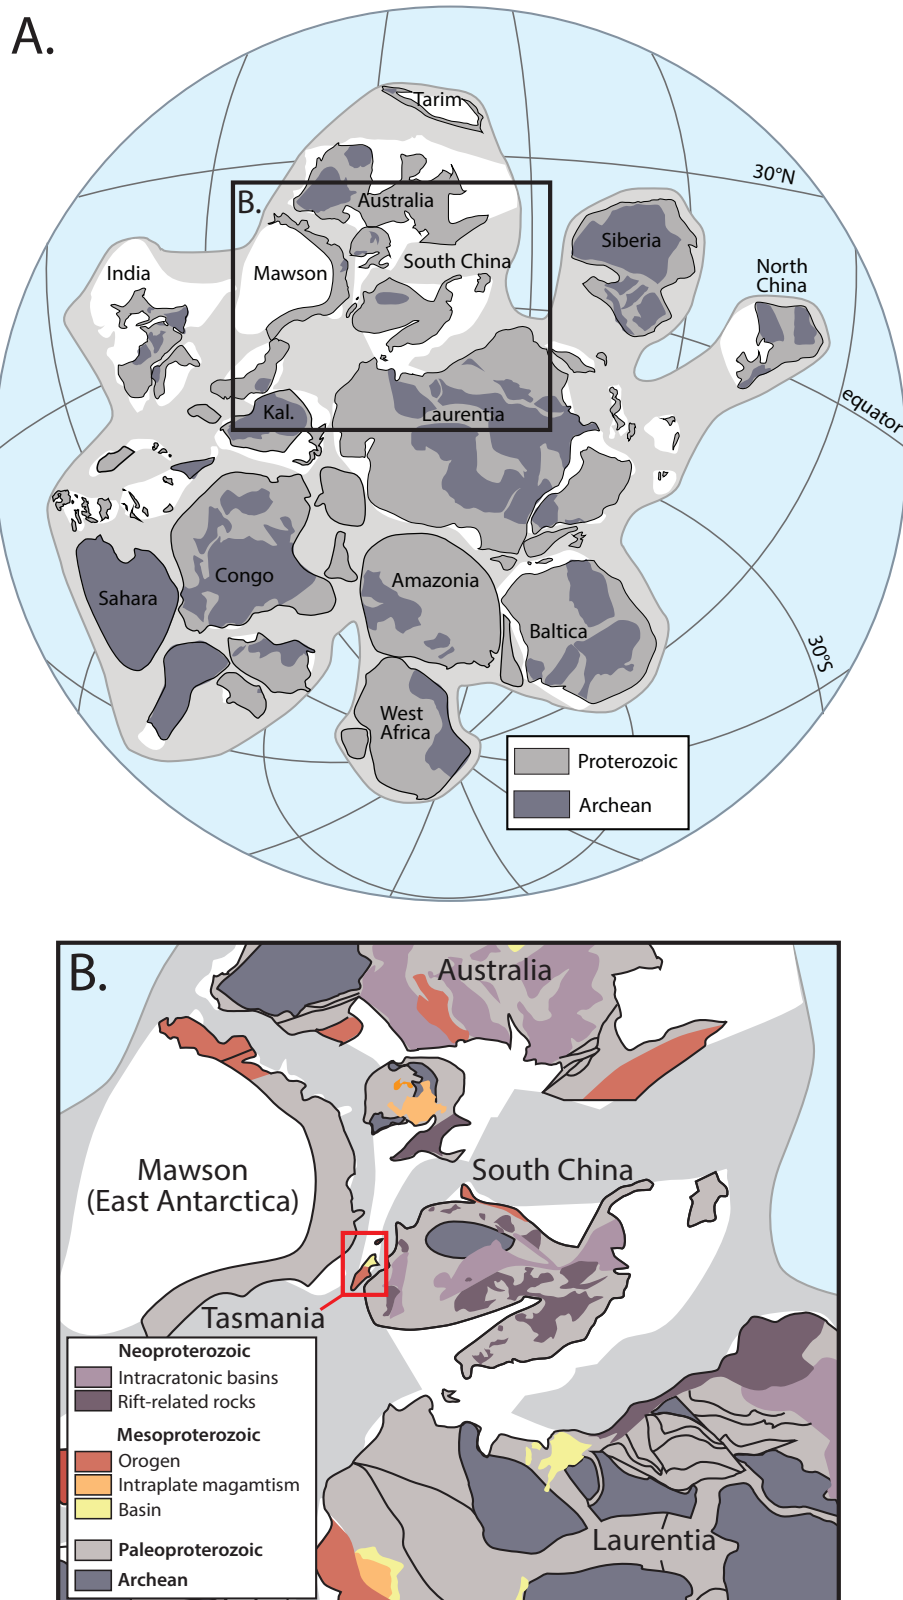 A.
Tarim
30°N
B.
Australia
Siberia
India
Mawson
South China
North
China
Kal.
Laurentia
equator
Sahara
Congo
Amazonia
Baltica
30°S
West
Africa
Proterozoic
Archean
B.
Australia
Mawson
(East Antarctica)
South China
Tasmania
Neoproterozoic
Intracratonic basins
Rift-related rocks
Mesoproterozoic
Orogen
Intraplate magamtism
Basin
Paleoproterozoic
Archean
Laurentia